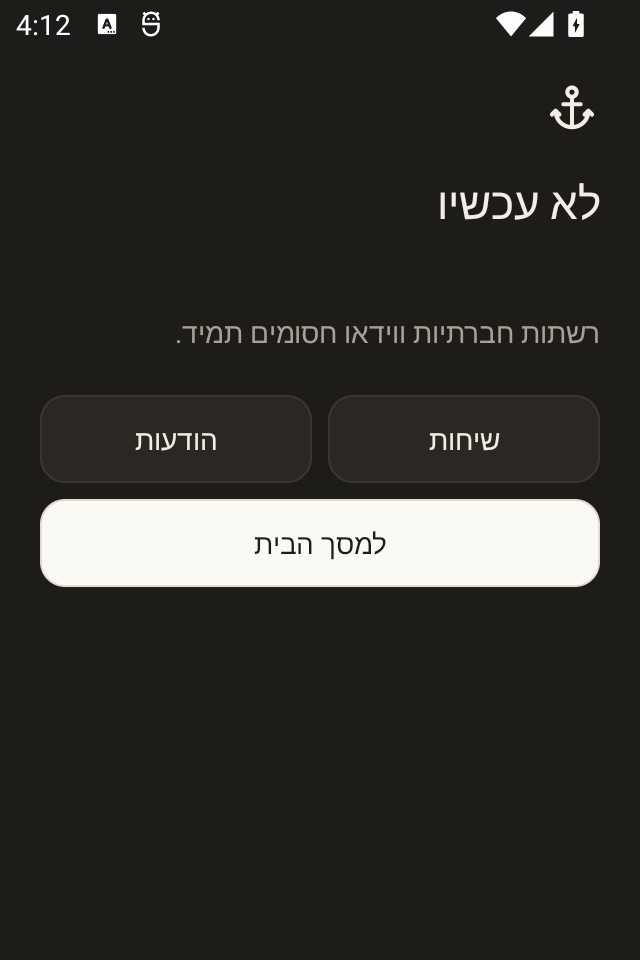 4:12
לא עכשיו
רשתות חברתיות ווידאו חסומים תמיד.
שיחות
הודעות
למסך הבית